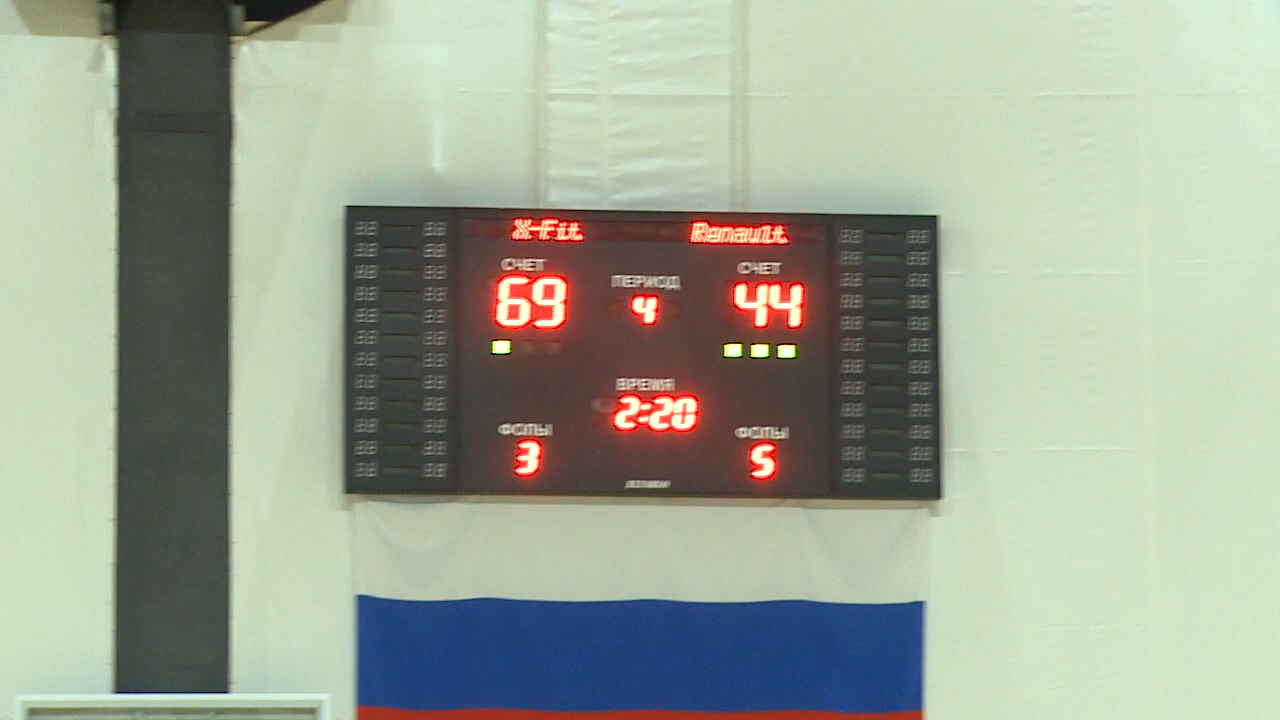 X-Fit Renault
СЧЕТ СЧЕТ
ПЕРИОД
69 4 44
ВРЕМЯ
2:20
ФОЛЫ ФОЛЫ
3 5